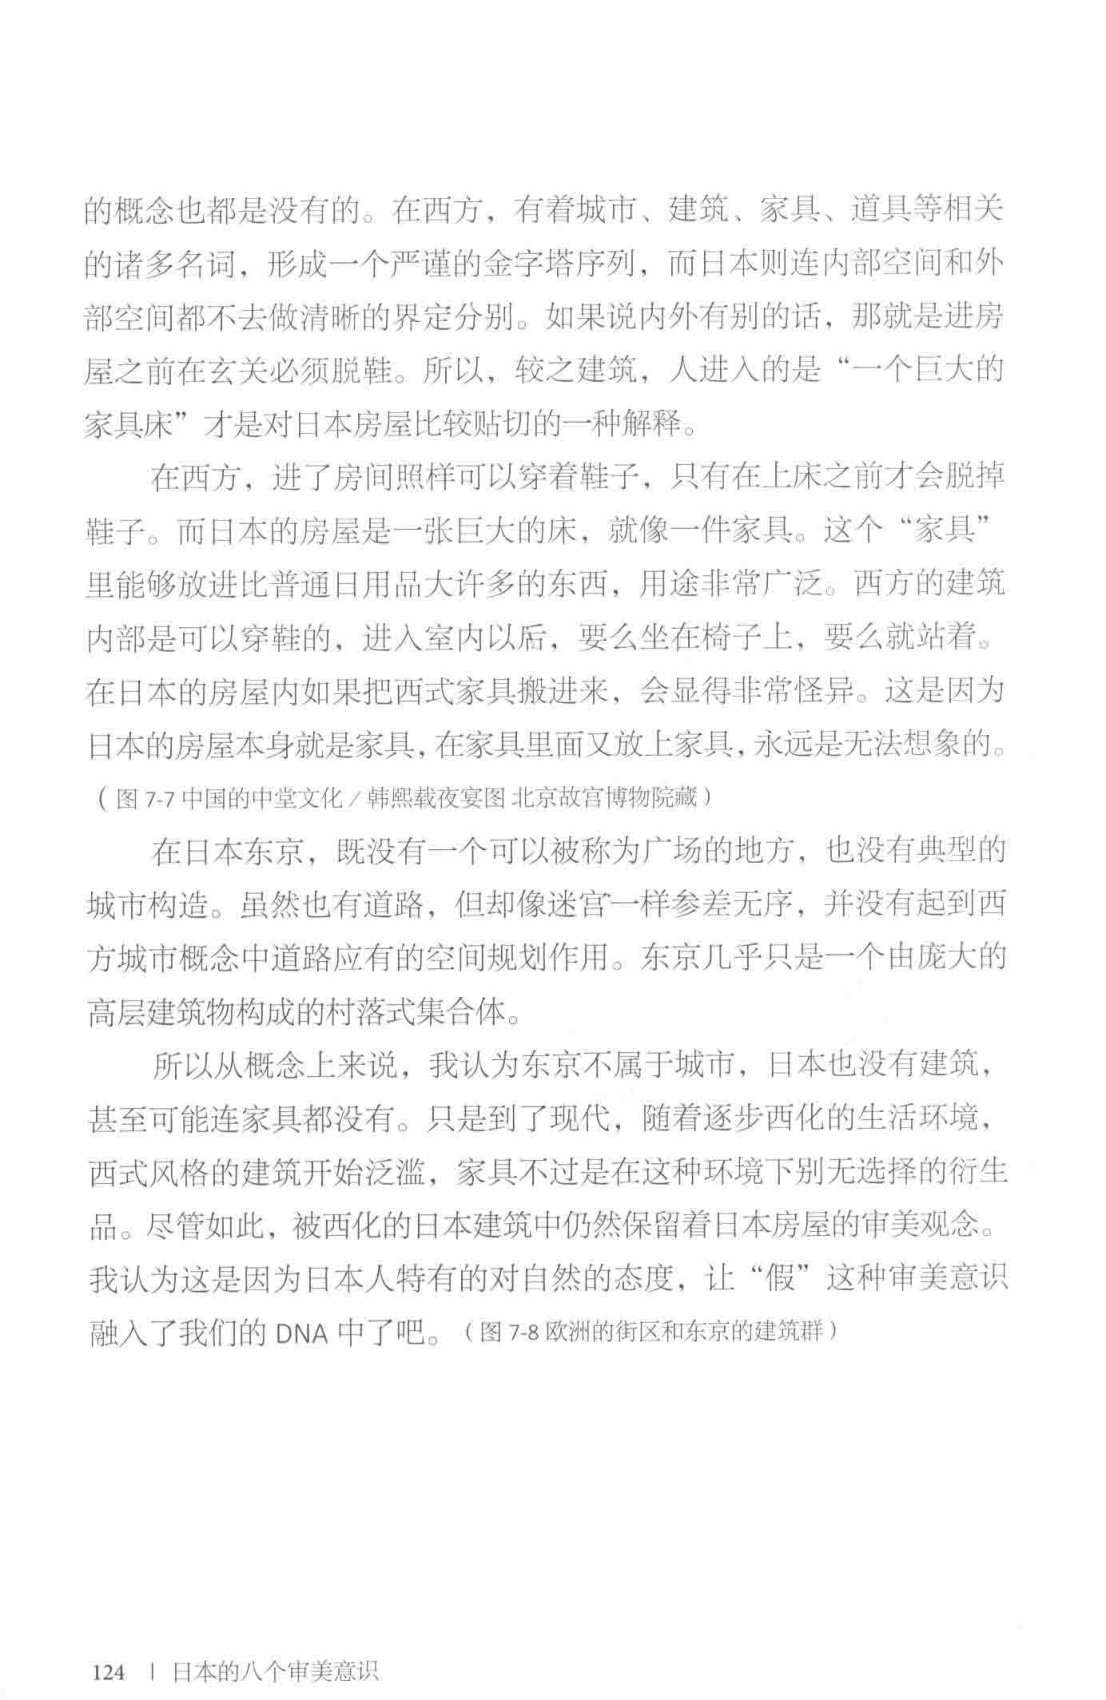 的概念也都是没有的。在西方，有着城市、建筑、家具、道具等相关
的诸多名词，形成一个严谨的金字塔序列，而日本则连内部空间和外
部空间都不去做清晰的界定分别。如果说内外有别的话，那就是进房
屋之前在玄关必须脱鞋。所以，较之建筑，人进入的是“一个巨大的
家具床”才是对日本房屋比较贴切的一种解释。
在西方，进了房间照样可以穿着鞋子，只有在上床之前才会脱掉
鞋子。而日本的房屋是一张巨大的床，就像一件家具。这个“家具”
里能够放进比普通日用品大许多的东西，用途非常广泛。西方的建筑
内部是可以穿鞋的，进入室内以后，要么坐在椅子上，要么就站着。
在日本的房屋内如果把西式家具搬进来，会显得非常怪异。这是因为
日本的房屋本身就是家具，在家具里面又放上家具，永远是无法想象的。
（图 7-7 中国的中堂文化 / 韩熙载夜宴图 北京故宫博物院藏）
在日本东京，既没有一个可以被称为广场的地方，也没有典型的
城市构造。虽然也有道路，但却像迷宫一样参差无序，并没有起到西
方城市概念中道路应有的空间规划作用。东京几乎只是一个由庞大的
高层建筑物构成的村落式集合体。
所以从概念上来说，我认为东京不属于城市，日本也没有建筑，
甚至可能连家具都没有。只是到了现代，随着逐步西化的生活环境，
西式风格的建筑开始泛滥，家具不过是在这种环境下别无选择的衍生
品。尽管如此，被西化的日本建筑中仍然保留着日本房屋的审美观念。
我认为这是因为日本人特有的对自然的态度，让“假”这种审美意识
融入了我们的 DNA 中了吧。（图 7-8 欧洲的街区和东京的建筑群）
124 | 日本的八个审美意识